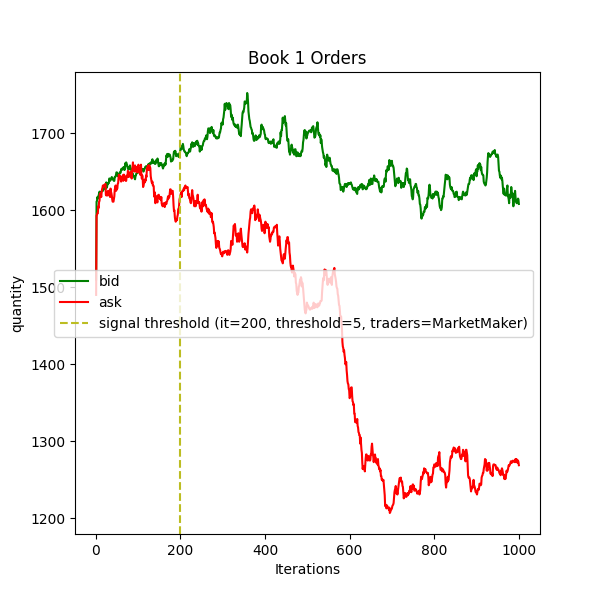 Book 1 Orders
quantity
1700
1600
1500
1400
1300
1200
bid
ask
signal threshold (it=200, threshold=5, traders=MarketMaker)
0
200
400
600
800
1000
Iterations